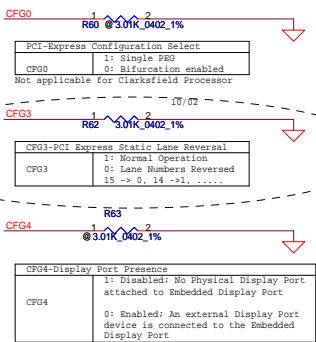 CFG0
1 2
R60 @ 3.01K_0402_1%
PCI-Express Configuration Select
CFG0
1: Single PEG
0: Bifurcation enabled
Not applicable for Clarksfield Processor
10/02
CFG3
1 2
R62 3.01K_0402_1%
CFG3-PCI Express Static Lane Reversal
CFG3
1: Normal Operation
0: Lane Numbers Reversed
15 -> 0, 14 ->1, .....
R63
CFG4
1 2
@ 3.01K_0402_1%
CFG4-Display Port Presence
CFG4
1: Disabled; No Physical Display Port
attached to Embedded Display Port
0: Enabled; An external Display Port
device is connected to the Embedded
Display Port